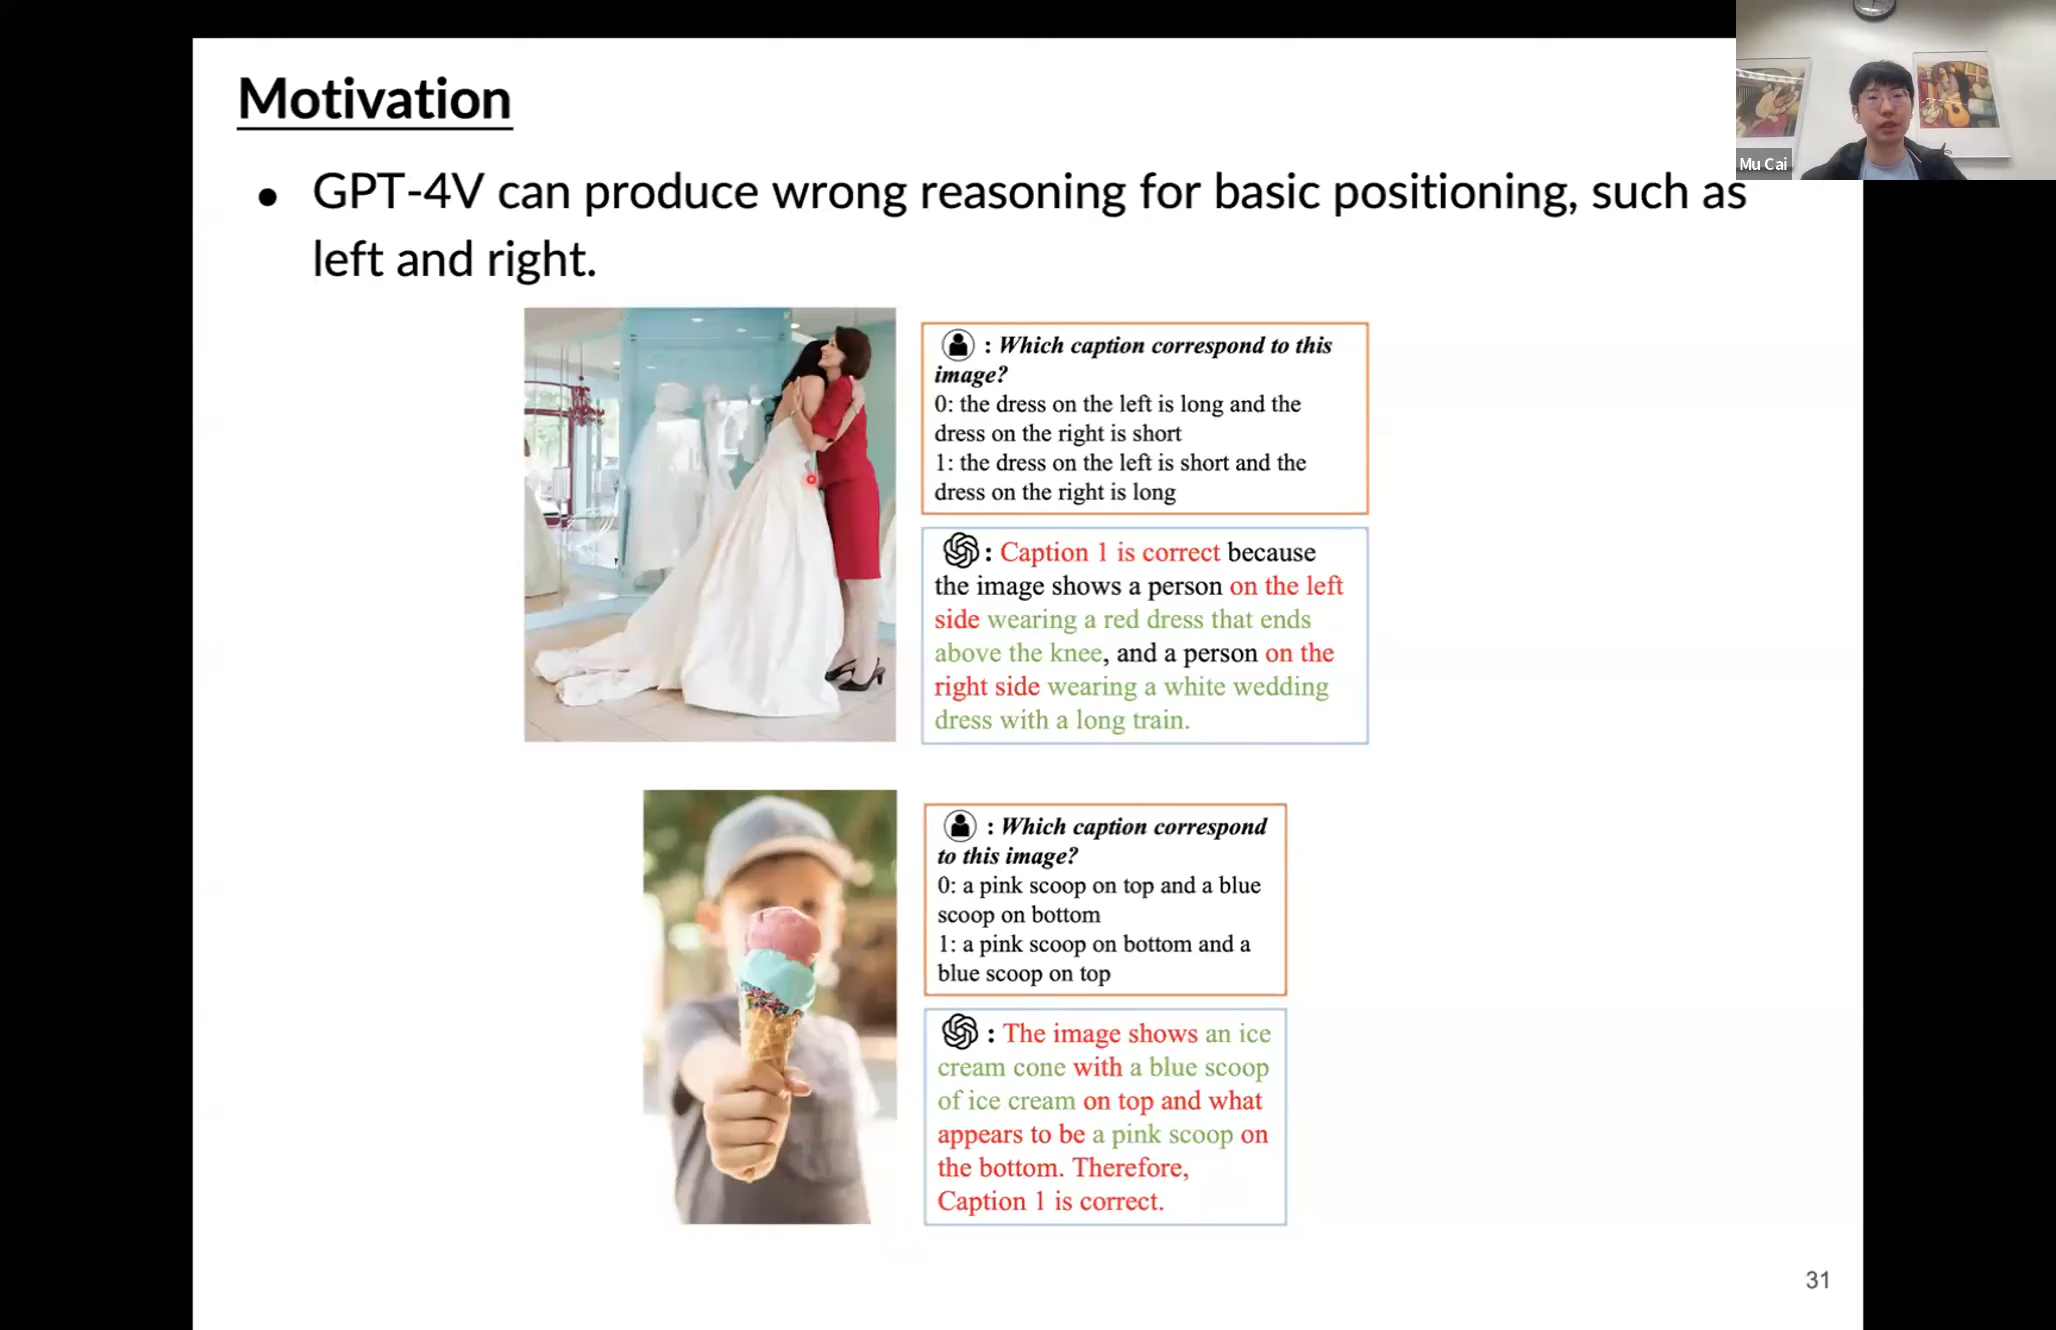 Motivation
Mu Cai
● GPT-4V can produce wrong reasoning for basic positioning, such as
left and right.
: Which caption correspond to this
image?
0: the dress on the left is long and the
dress on the right is short
1: the dress on the left is short and the
dress on the right is long
: Caption 1 is correct because
the image shows a person on the left
side wearing a red dress that ends
above the knee, and a person on the
right side wearing a white wedding
dress with a long train.
: Which caption correspond
to this image?
0: a pink scoop on top and a blue
scoop on bottom
1: a pink scoop on bottom and a
blue scoop on top
: The image shows an ice
cream cone with a blue scoop
of ice cream on top and what
appears to be a pink scoop on
the bottom. Therefore,
Caption 1 is correct.
31